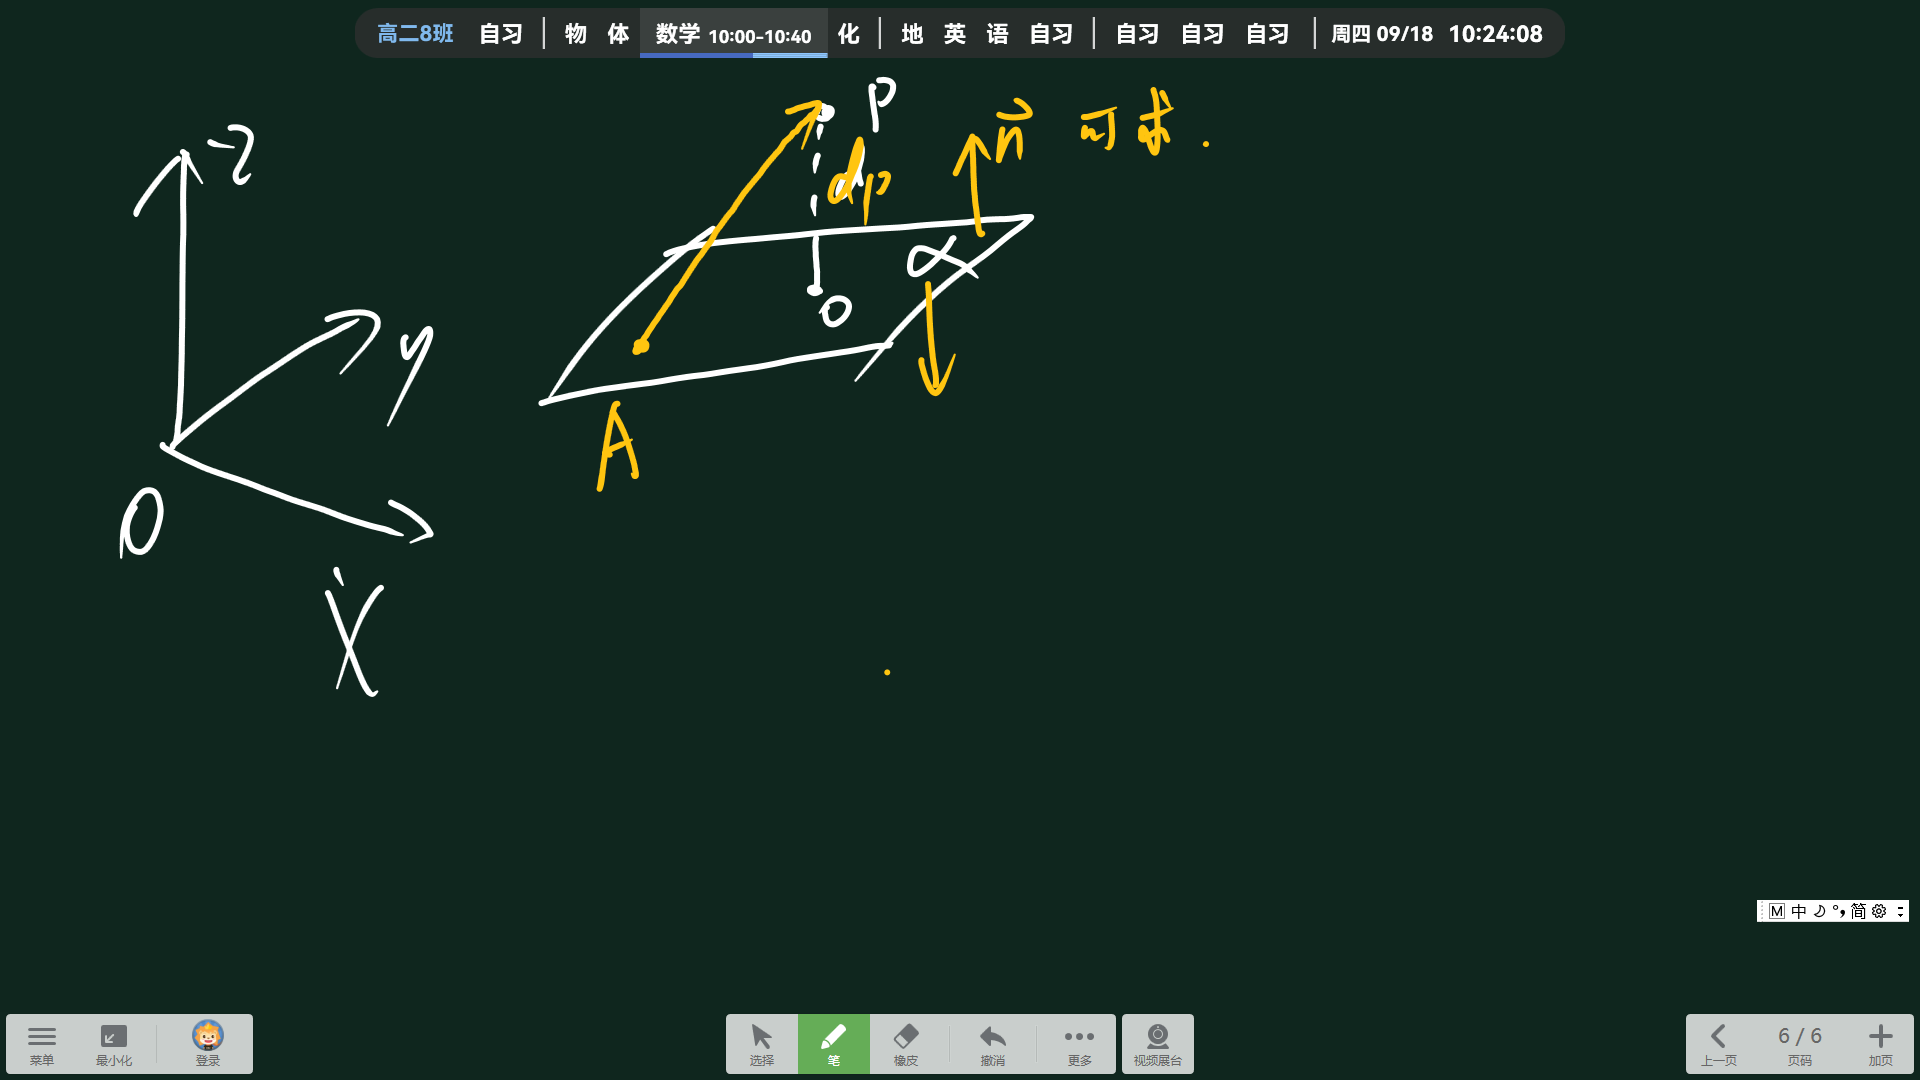 高二8班 自习 | 物 体 数学 10:00-10:40 化 | 地 英 语 自习 | 自习 自习 自习 | 周四 09/18 10:24:08
z
P
n 可求.
dp
α
y
O
A
O
X
M 中 简
菜单 最小化 登录 选择 笔 橡皮 撤消 更多 视频展台 上一页 6 / 6 页码 加页